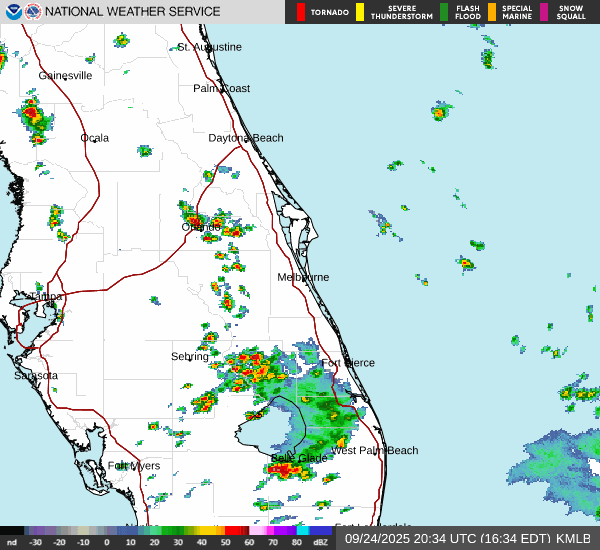 NATIONAL WEATHER SERVICE
TORNADO
SEVERE THUNDERSTORM
FLASH FLOOD
SPECIAL MARINE
SNOW SQUALL
St. Augustine
Gainesville
Palm Coast
Ocala
Daytona Beach
Orlando
Melbourne
Tampa
Sebring
Fort Pierce
Sarasota
West Palm Beach
Belle Glade
Fort Myers
Fort Lauderdale
nd -30 -20 -10 0 10 20 30 40 50 60 70 80 dBZ
09/24/2025 20:34 UTC (16:34 EDT) KMLB